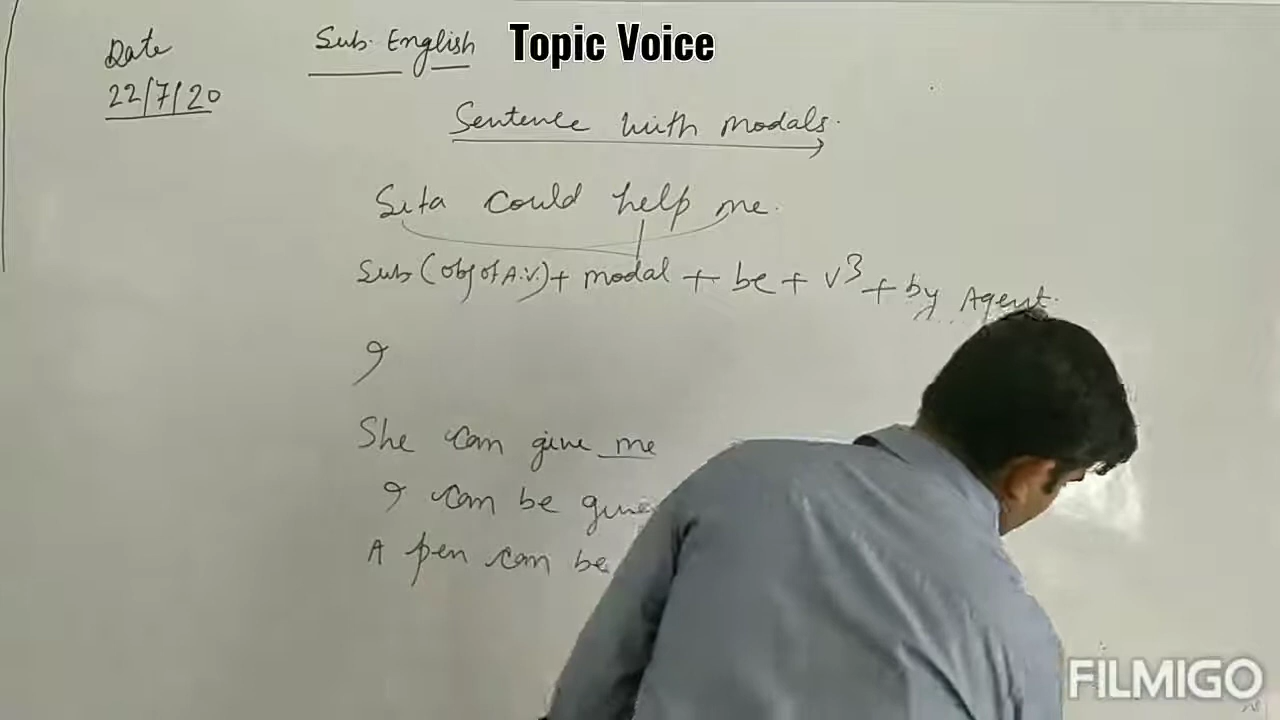 Date
22/7/20
Sub. English
Topic Voice
Sentence with modals.
Sita could help me.
Sub (obj of A.V.) + modal + be + V3 + by Agent.
I
She can give me
I can be
A pen can be
FILMIGO